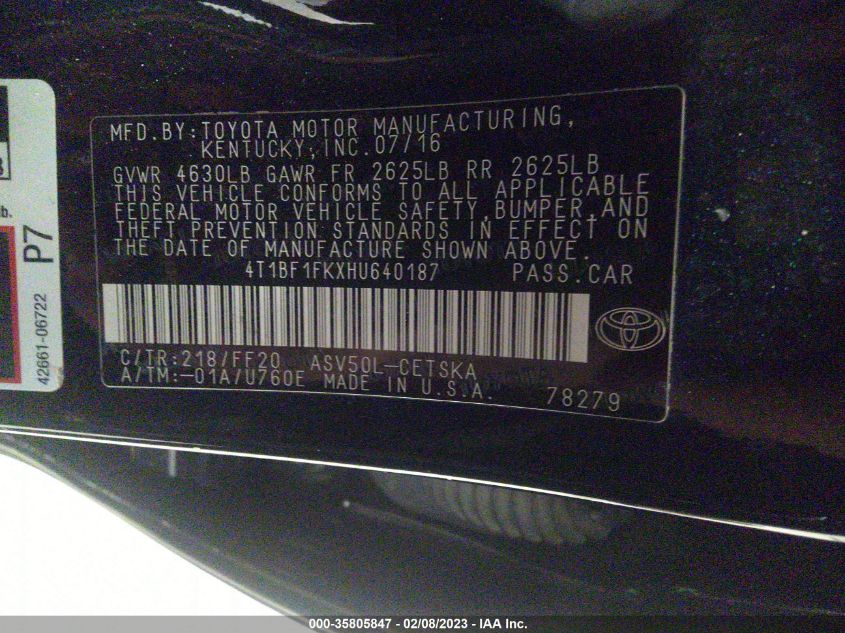 MFD.BY:TOYOTA MOTOR MANUFACTURING,
KENTUCKY,INC.07/16
GVWR 4630LB GAWR FR 2625LB RR 2625LB
THIS VEHICLE CONFORMS TO ALL APPLICABLE
FEDERAL MOTOR VEHICLE SAFETY,BUMPER,AND
THEFT PREVENTION STANDARDS IN EFFECT ON
THE DATE OF MANUFACTURE SHOWN ABOVE.
4T1BF1FKXHU640187 PASS.CAR
C/TR:218/FF20 ASV50L-CETSKA
A/TM:-01A/U760E MADE IN U.S.A. 78279
P7
42661-06722
000-35805847 - 02/08/2023 - IAA Inc.